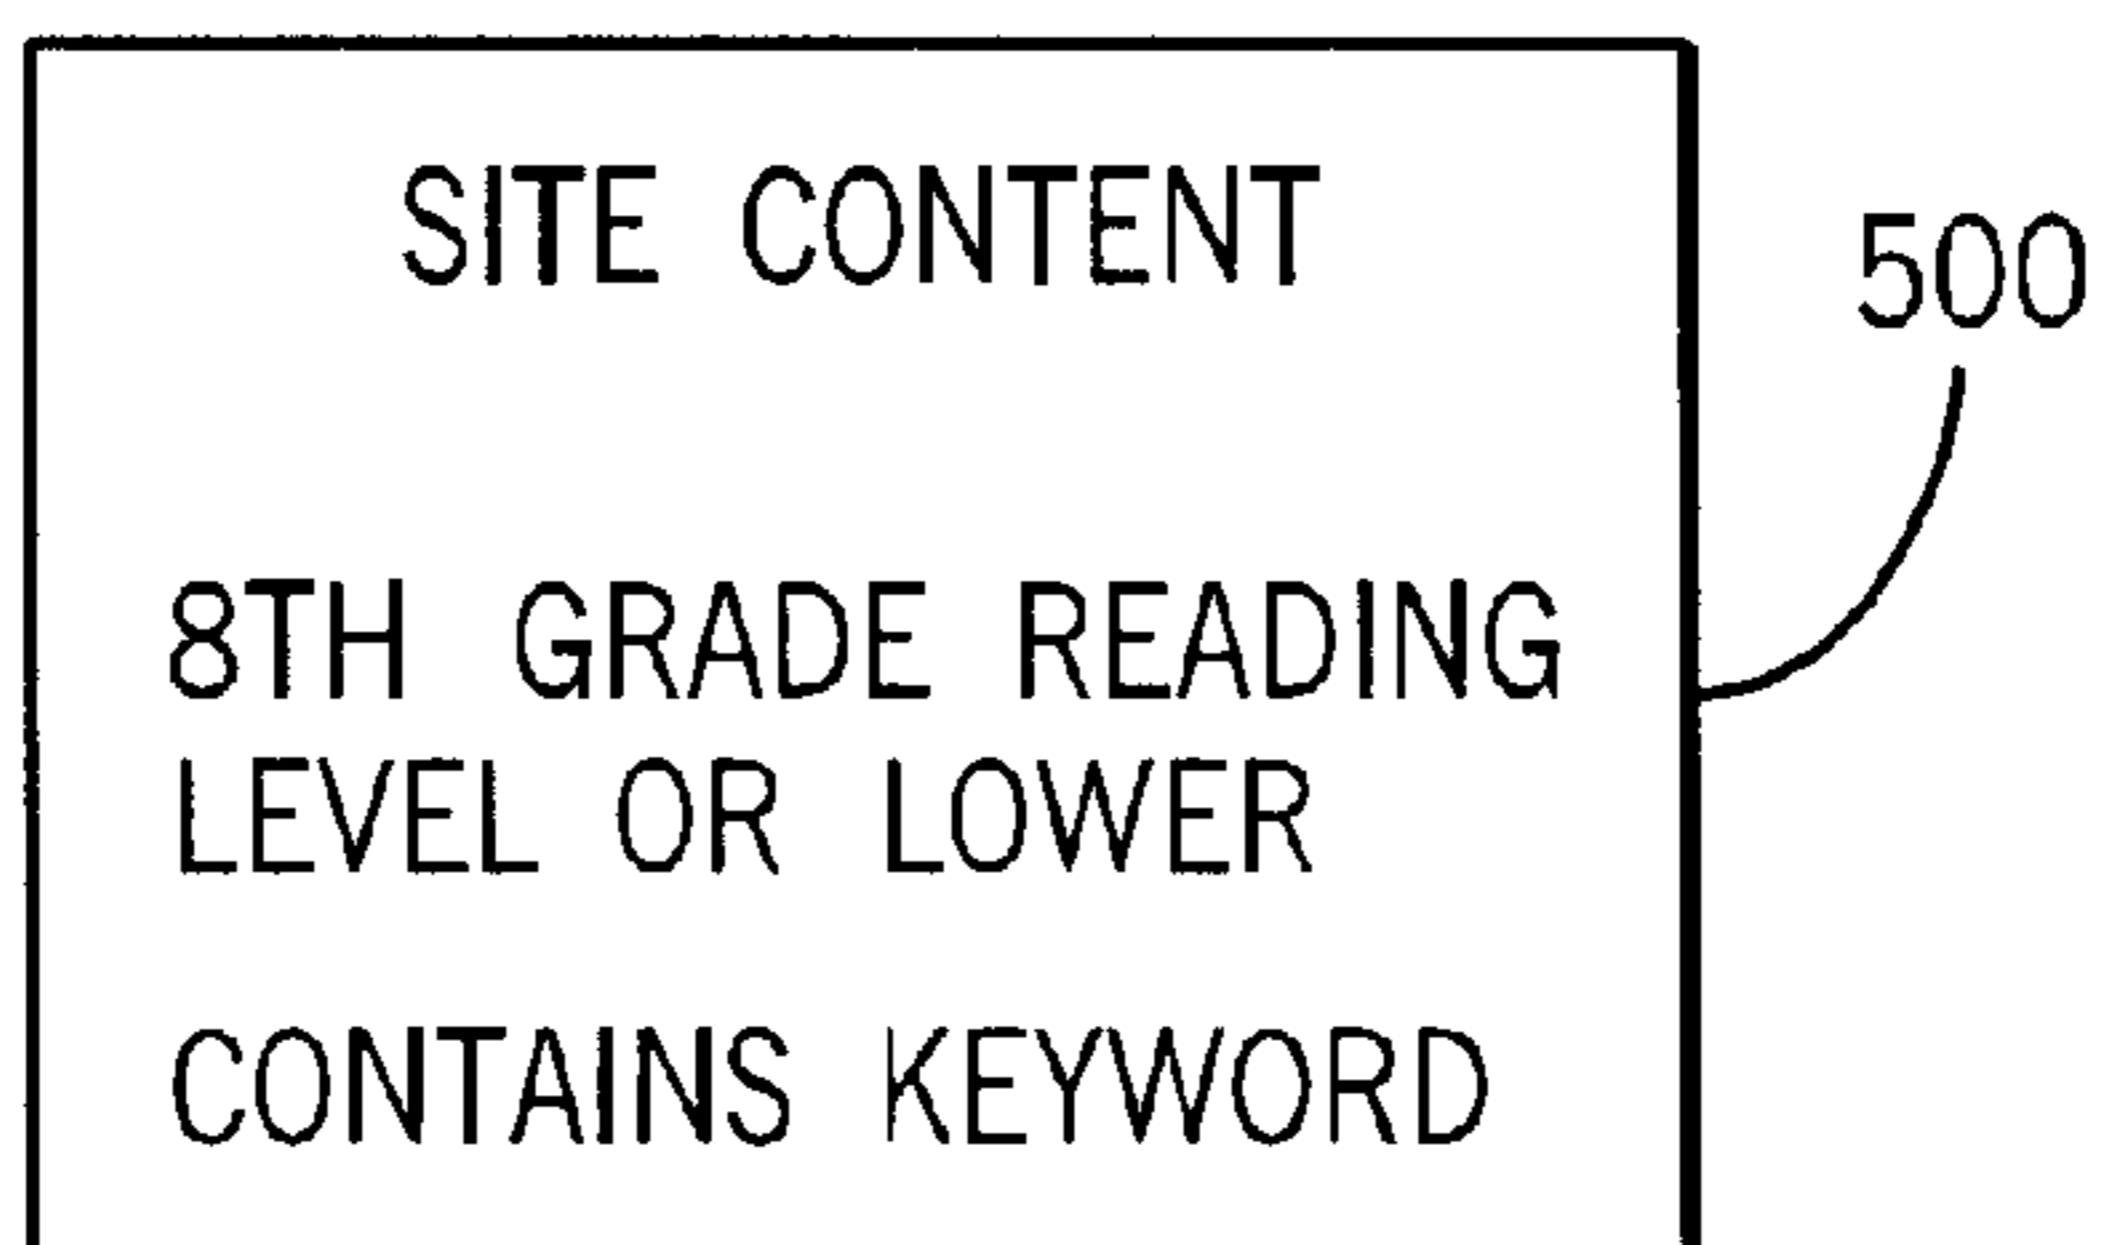 SITE CONTENT
500
8TH GRADE READING
LEVEL OR LOWER
CONTAINS KEYWORD